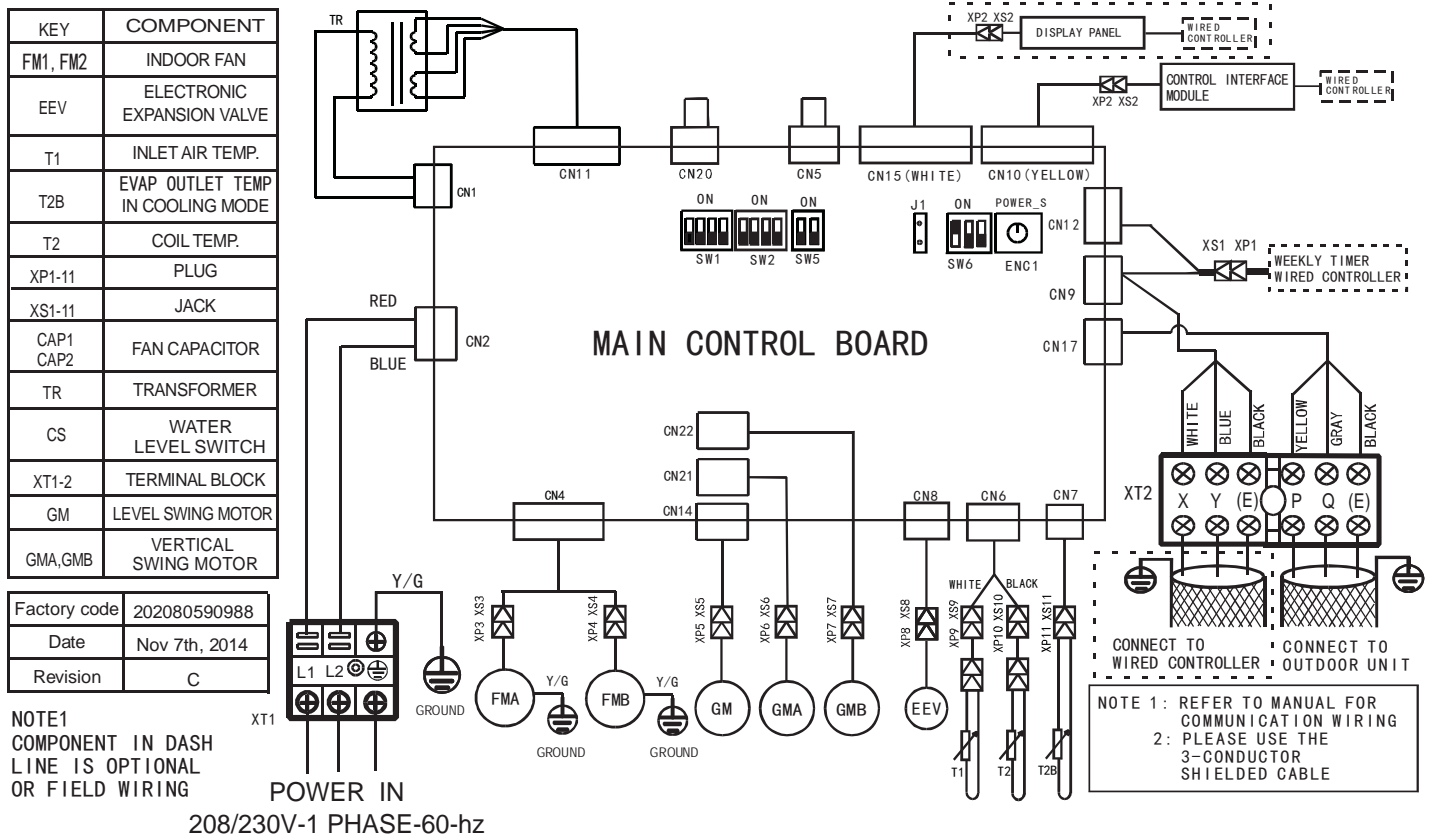 KEY COMPONENT
FM1, FM2 INDOOR FAN
EEV ELECTRONIC
EXPANSION VALVE
T1 INLET AIR TEMP.
T2B EVAP OUTLET TEMP
IN COOLING MODE
T2 COIL TEMP.
XP1-11 PLUG
XS1-11 JACK
CAP1
CAP2 FAN CAPACITOR
TR TRANSFORMER
CS WATER
LEVEL SWITCH
XT1-2 TERMINAL BLOCK
GM LEVEL SWING MOTOR
GMA,GMB VERTICAL
SWING MOTOR
Factory code 202080590988
Date Nov 7th, 2014
Revision C
NOTE1
COMPONENT IN DASH
LINE IS OPTIONAL
OR FIELD WIRING
TR
XP2 XS2
DISPLAY PANEL
WIRED
CONTROLLER
XP2 XS2
CONTROL INTERFACE
MODULE
WIRED
CONTROLLER
CN11
CN20
CN5
CN15(WHITE)
CN10(YELLOW)
CN1
ON
SW1
ON
SW2
ON
SW5
J1
ON
SW6
POWER_S
ENC1
CN12
XS1 XP1
WEEKLY TIMER
WIRED CONTROLLER
CN9
RED
CN2
BLUE
MAIN CONTROL BOARD
CN17
WHITE
BLUE
BLACK
YELLOW
GRAY
BLACK
CN22
CN21
CN14
CN4
CN8
CN6
CN7
XT2
X Y (E) P Q (E)
Y/G
WHITE
BLACK
XP3 XS3
XP4 XS4
XP5 XS5
XP6 XS6
XP7 XS7
XP8 XS8
XP9 XS9
XP10 XS10
XP11 XS11
L1 L2
XT1
GROUND
FMA
Y/G
GROUND
FMB
Y/G
GROUND
GM
GMA
GMB
EEV
T1
T2
T2B
CONNECT TO
WIRED CONTROLLER
CONNECT TO
OUTDOOR UNIT
NOTE 1: REFER TO MANUAL FOR
COMMUNICATION WIRING
2: PLEASE USE THE
3-CONDUCTOR
SHIELDED CABLE
POWER IN
208/230V-1 PHASE-60-hz